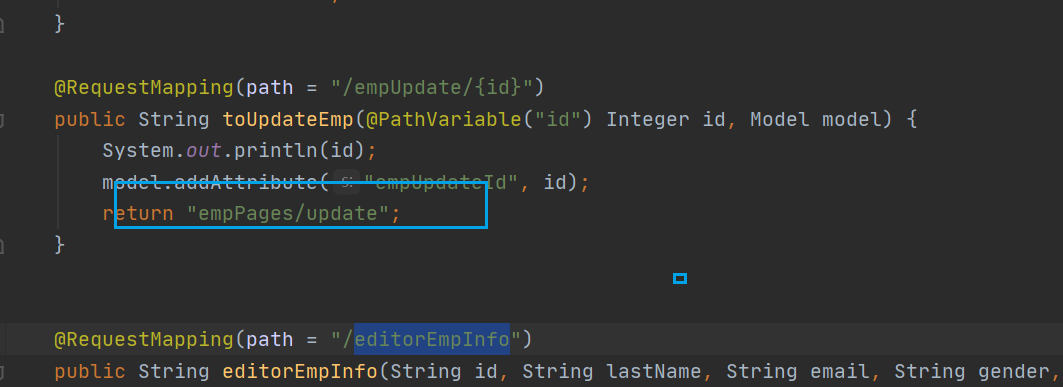 }
@RequestMapping(path = "/empUpdate/{id}")
public String toUpdateEmp(@PathVariable("id") Integer id, Model model) {
System.out.println(id);
model.addAttribute( s: "empUpdateId", id);
return "empPages/update";
}
@RequestMapping(path = "/editorEmpInfo")
public String editorEmpInfo(String id, String lastName, String email, String gender,